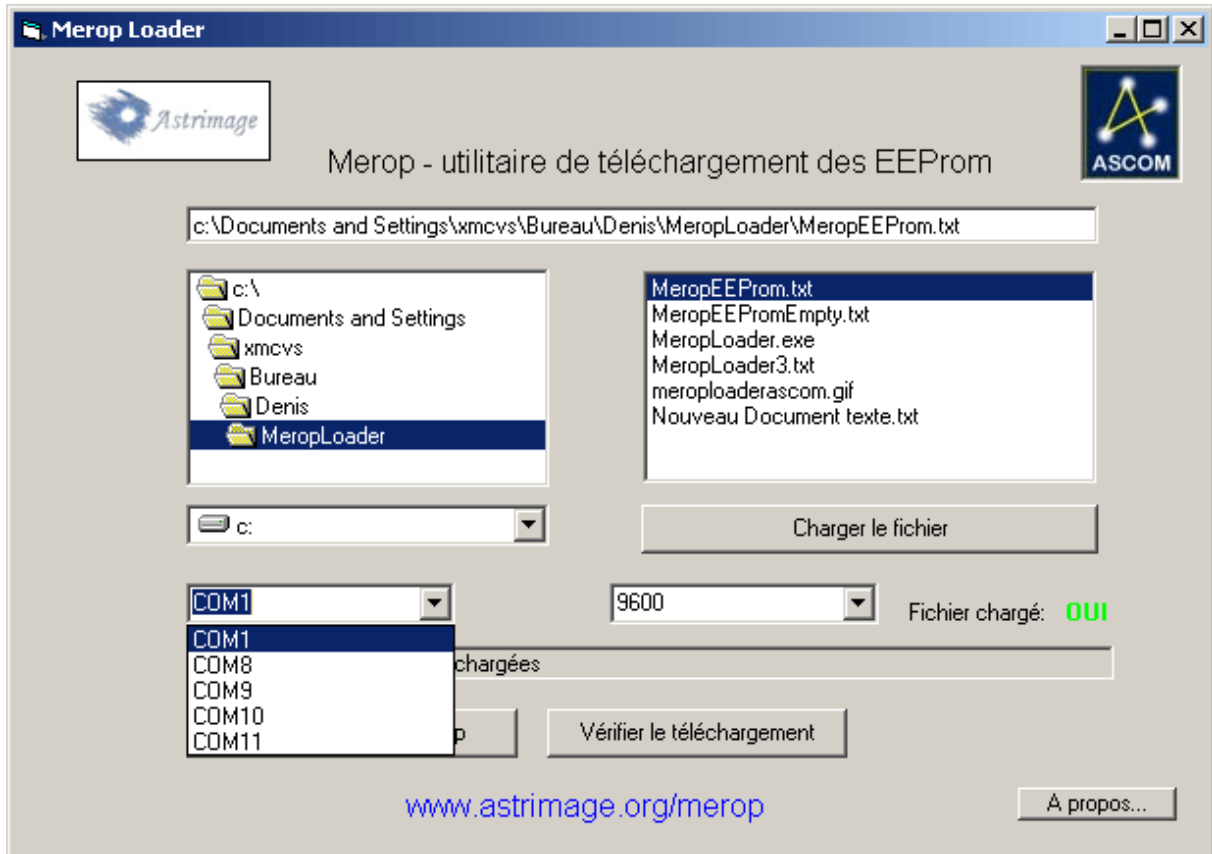 Merop Loader
Astrimage
ASCOM
Merop - utilitaire de téléchargement des EEProm
c:\Documents and Settings\xmcvs\Bureau\Denis\MeropLoader\MeropEEProm.txt
c:\
Documents and Settings
xmcvs
Bureau
Denis
MeropLoader
MeropEEProm.txt
MeropEEPromEmpty.txt
MeropLoader.exe
MeropLoader3.txt
meroploaderascom.gif
Nouveau Document texte.txt
c:
Charger le fichier
COM1
9600
Fichier chargé: OUI
COM1
COM8
COM9
COM10
COM11
chargées
p
Vérifier le téléchargement
www.astrimage.org/merop
A propos...